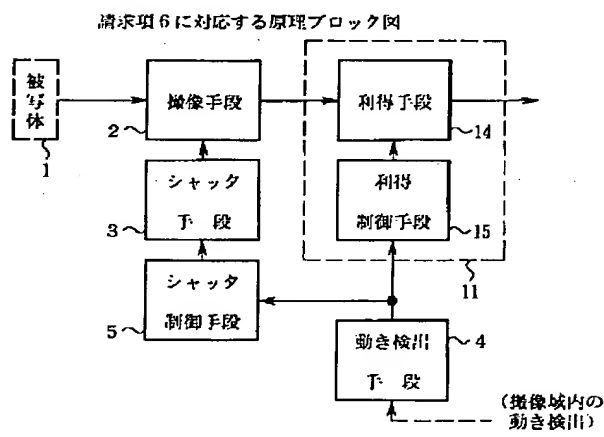 請求項6に対応する原理ブロック図
被写体
1
撮像手段
2
利得手段
14
シャッタ
手 段
3
利得
制御手段
15
11
シャッタ
制御手段
5
動き検出
手 段
4
(撮像域内の
動き検出)